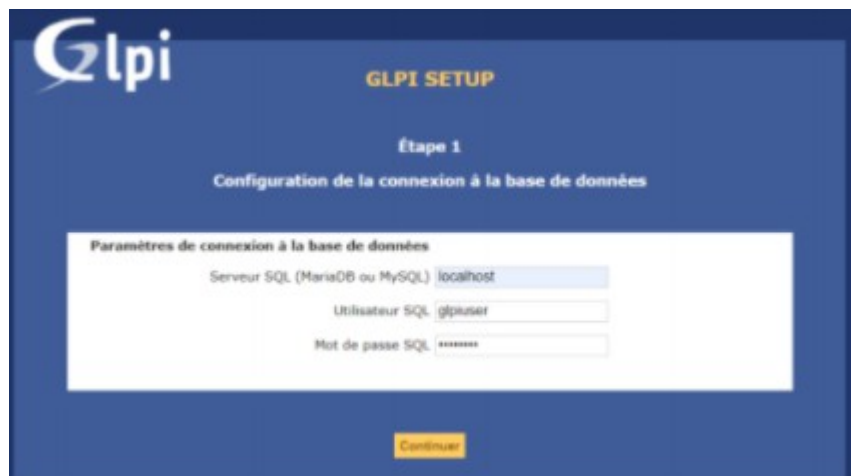 Glpi
GLPI SETUP
Étape 1
Configuration de la connexion à la base de données
Paramètres de connexion à la base de données
Serveur SQL (MariaDB ou MySQL) localhost
Utilisateur SQL glpiuser
Mot de passe SQL ••••••••
Continuer